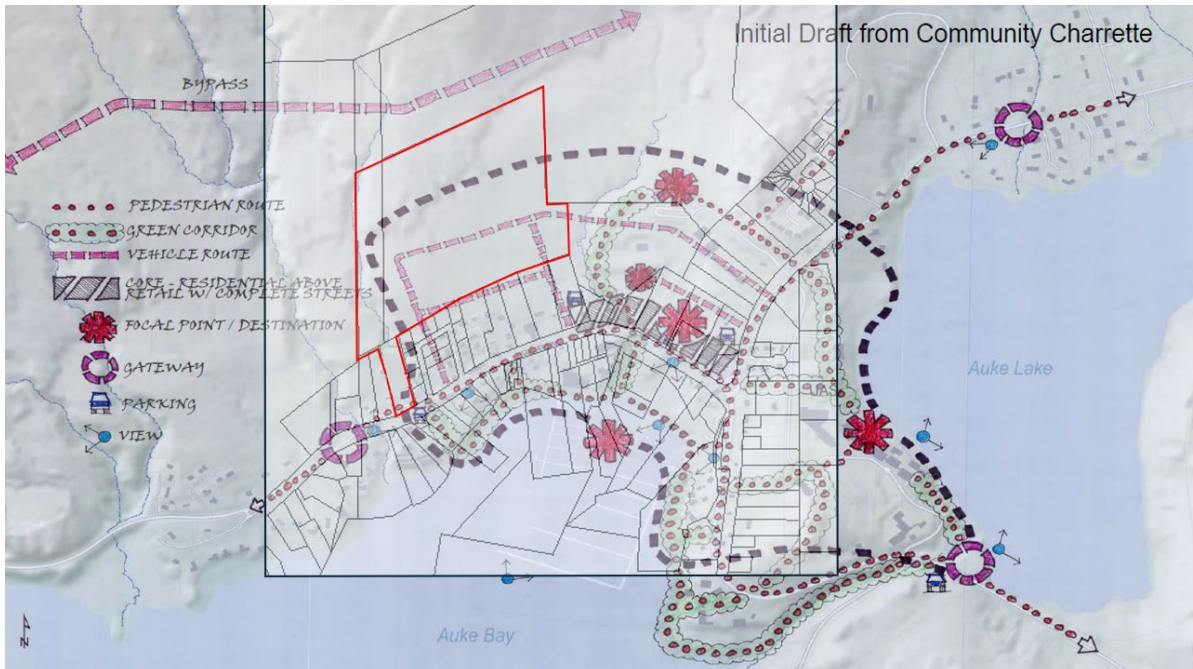 Initial Draft from Community Charrette
BYPASS
PEDESTRIAN ROUTE
GREEN CORRIDOR
VEHICLE ROUTE
CORE - RESIDENTIAL ABOVE
RETAIL W/ COMPLETE STREETS
FOCAL POINT / DESTINATION
GATEWAY
PARKING
VIEW
Auke Lake
UAS
Auke Bay
N